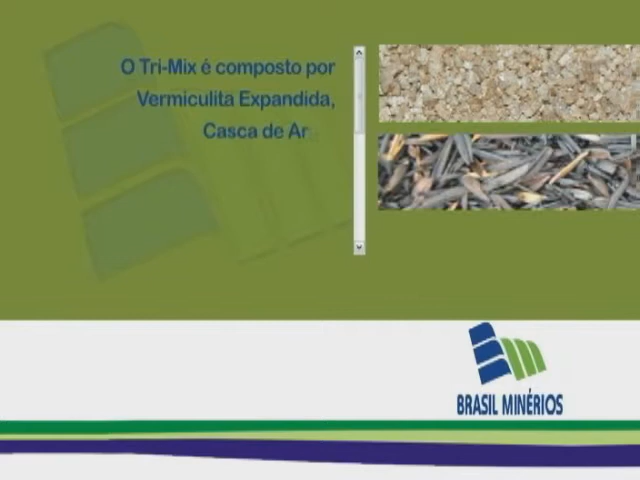 O Tri-Mix é composto por
Vermiculita Expandida,
Casca de Ar
BRASIL MINÉRIOS